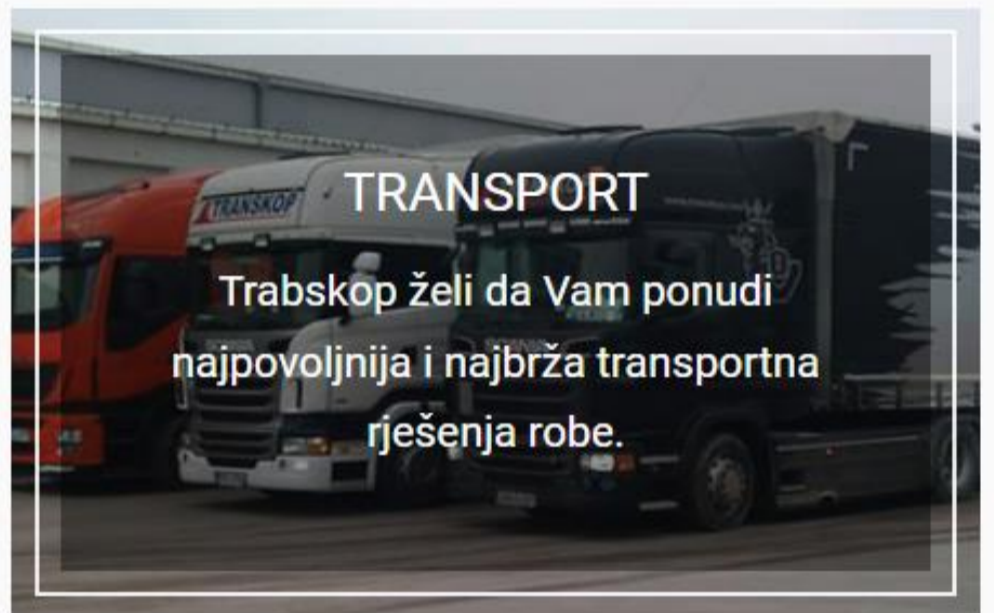 TRANSKOP
TRANSPORT
Trabskop želi da Vam ponudi
najpovoljnija i najbrža transportna
rješenja robe.